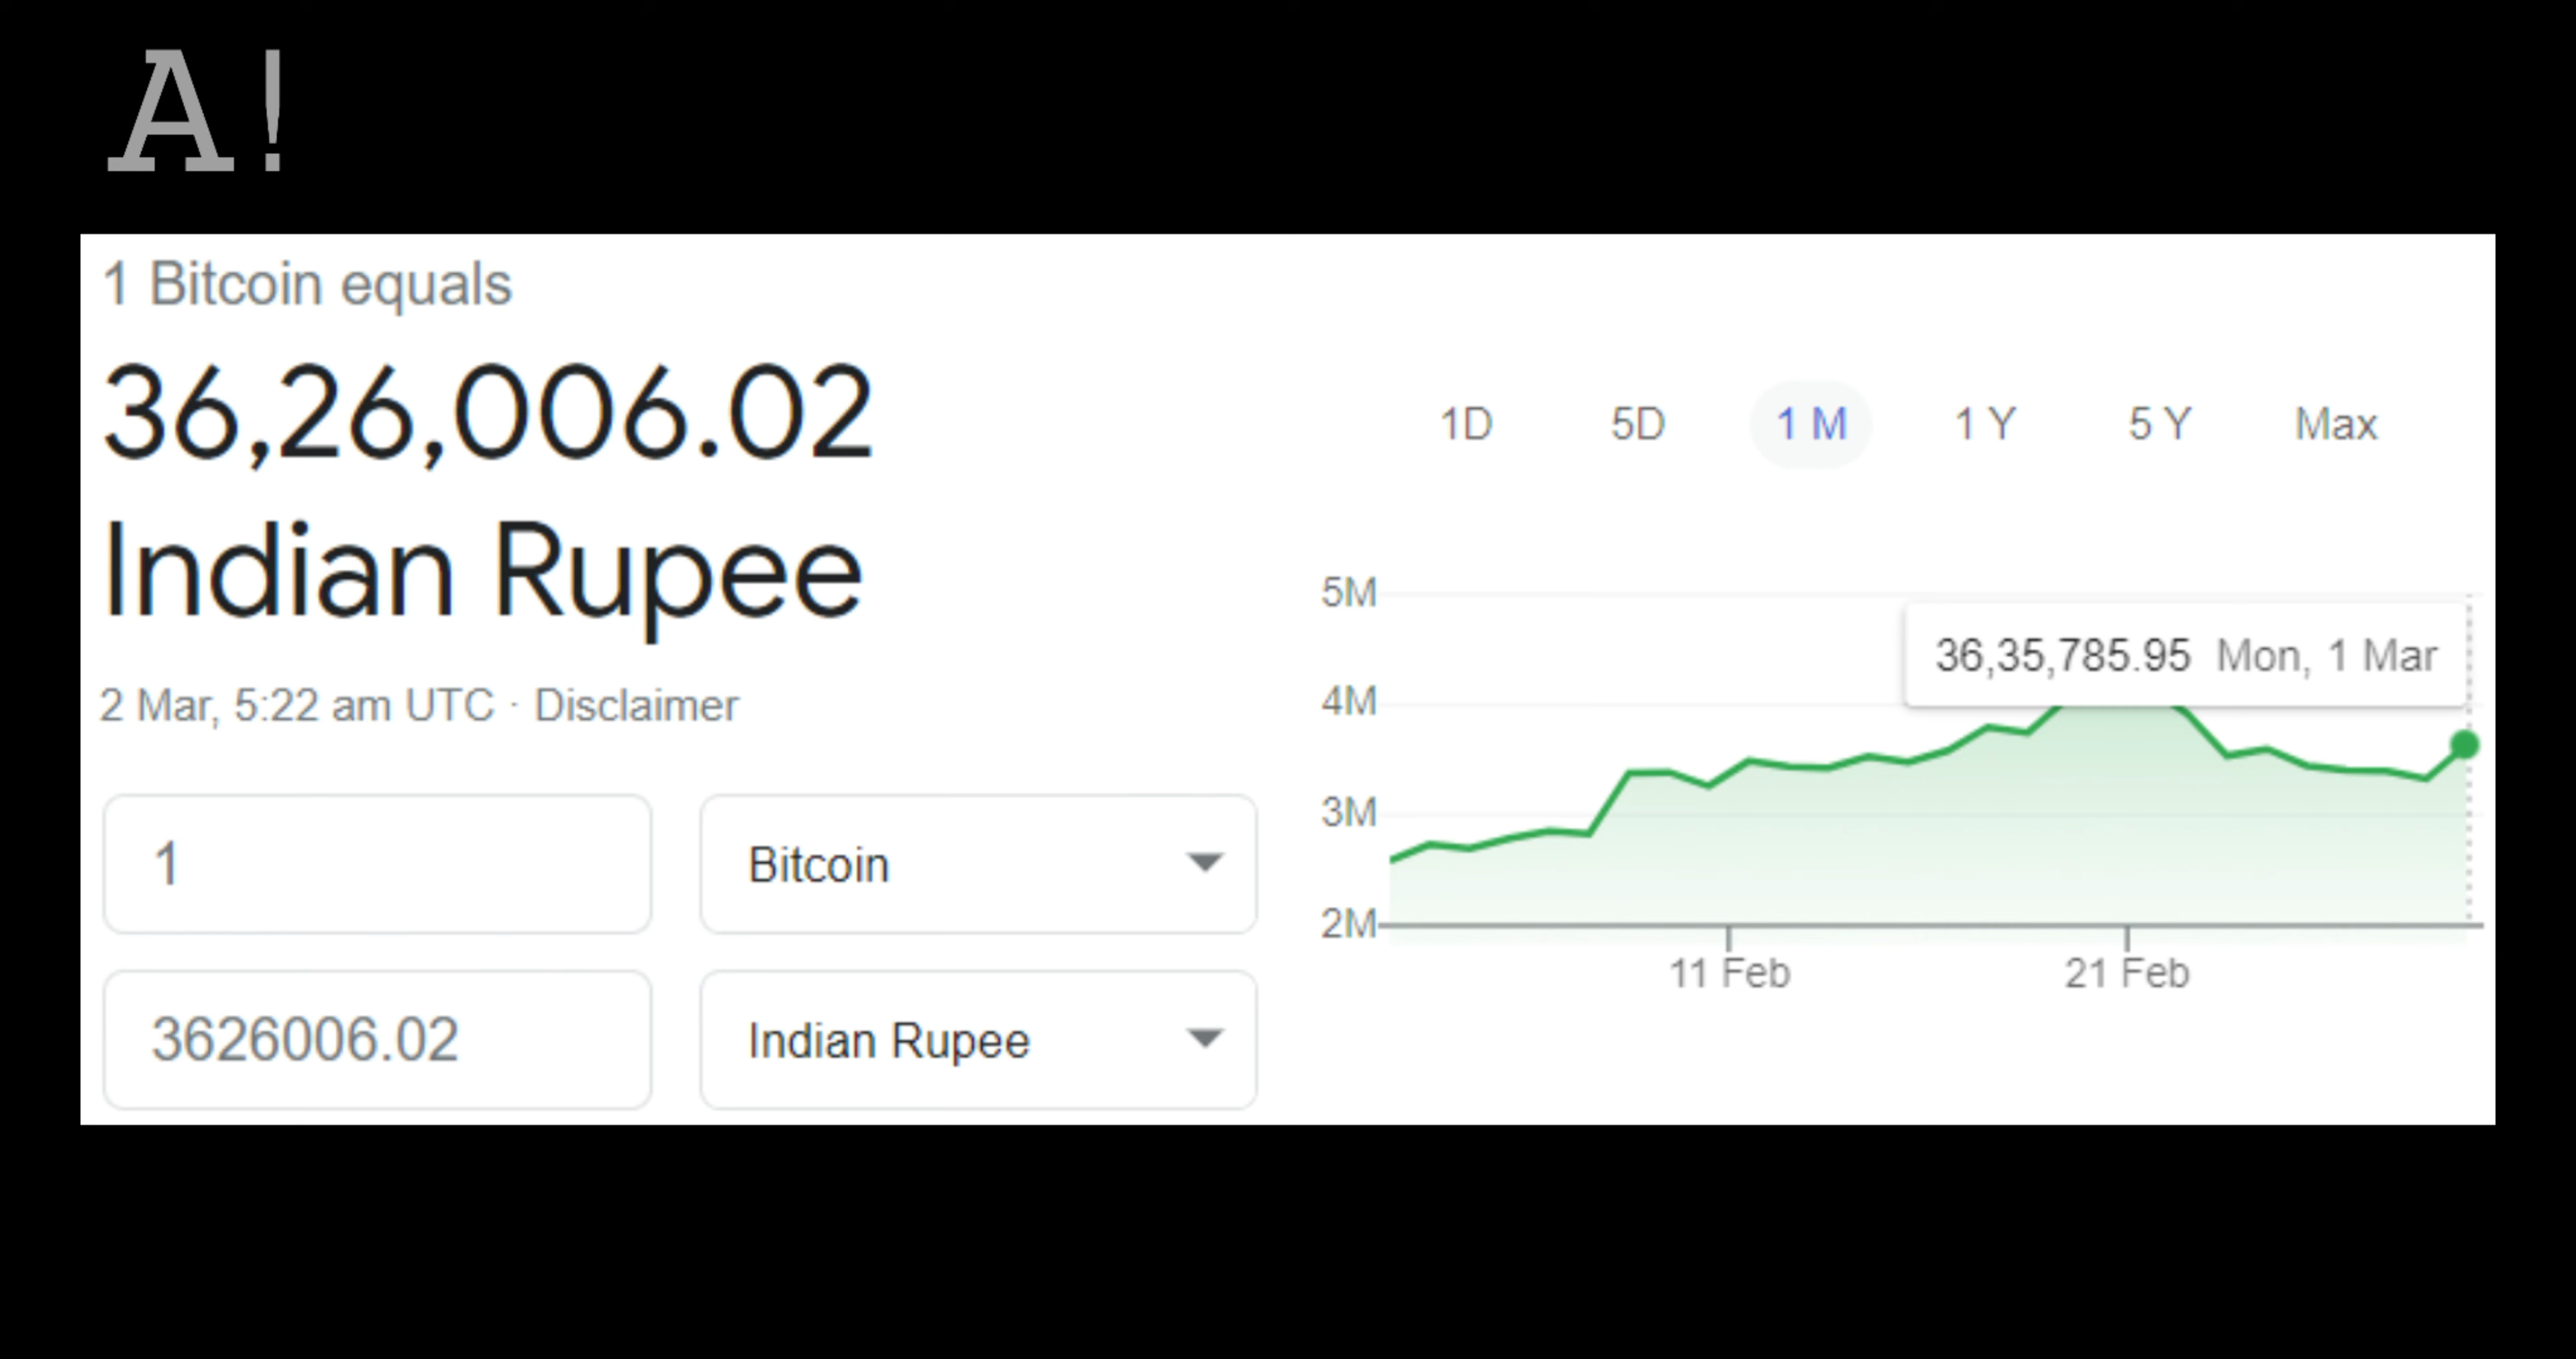 A!
1 Bitcoin equals
36,26,006.02
Indian Rupee
2 Mar, 5:22 am UTC · Disclaimer
1
Bitcoin
3626006.02
Indian Rupee
1D 5D 1 M 1 Y 5 Y Max
5M
36,35,785.95 Mon, 1 Mar
4M
3M
2M
11 Feb 21 Feb